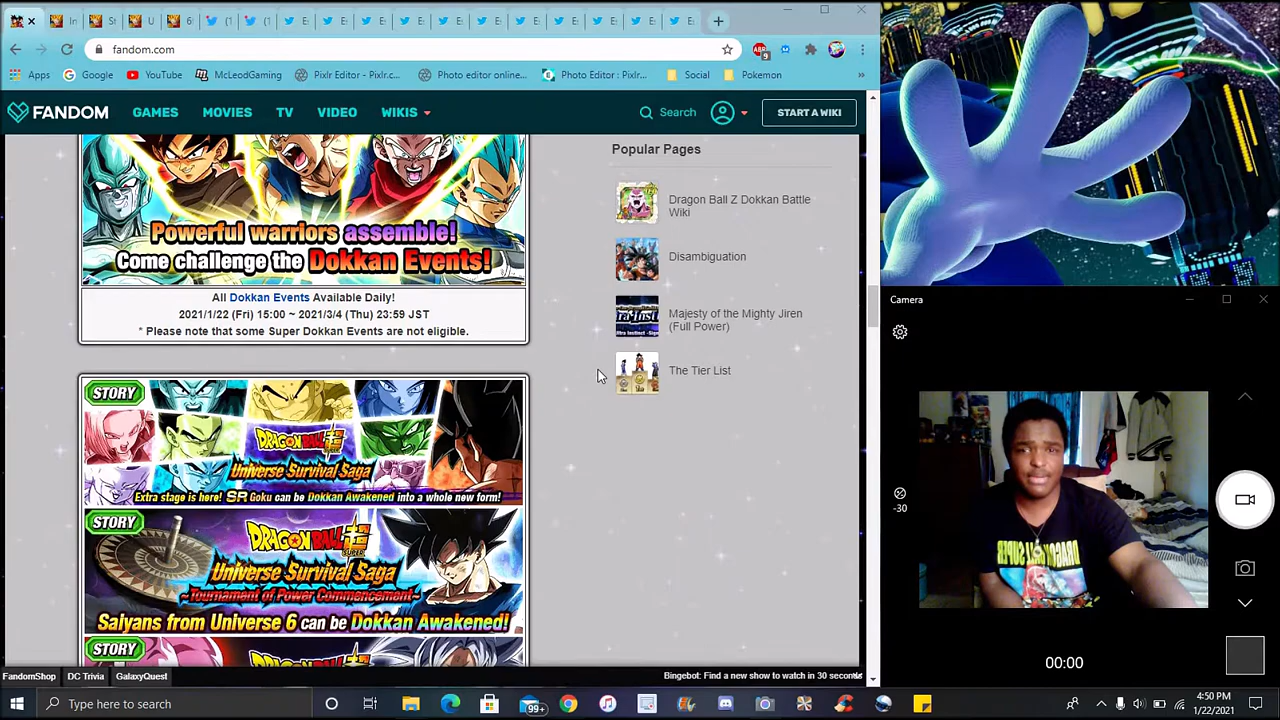 fandom.com
Apps
Google
YouTube
McLeodGaming
Pixlr Editor - Pixlr.c...
Photo editor online...
Photo Editor : Pixlr...
Social
Pokemon
»
FANDOM
GAMES
MOVIES
TV
VIDEO
WIKIS
Search
START A WIKI
Powerful warriors assemble!
Come challenge the Dokkan Events!
All Dokkan Events Available Daily!
2021/1/22 (Fri) 15:00 ~ 2021/3/4 (Thu) 23:59 JST
* Please note that some Super Dokkan Events are not eligible.
STORY
DRAGON BALL
Universe Survival Saga
Extra stage is here! SR Goku can be Dokkan Awakened into a whole new form!
STORY
DRAGON BALL
SUPER
Universe Survival Saga
~Tournament of Power Commencement~
Saiyans from Universe 6 can be Dokkan Awakened!
STORY
Popular Pages
Dragon Ball Z Dokkan Battle
Wiki
Disambiguation
Majesty of the Mighty Jiren
(Full Power)
The Tier List
FandomShop
DC Trivia
GalaxyQuest
Bingebot: Find a new show to watch in 30 seconds
Camera
-30
DRAGON BALL SUPER
00:00
Type here to search
99+
4:50 PM
1/22/2021